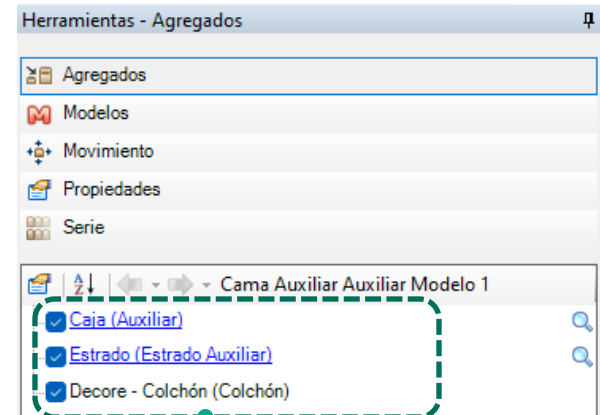 Herramientas - Agregados
Agregados
Modelos
Movimiento
Propiedades
Serie
Cama Auxiliar Auxiliar Modelo 1
Caja (Auxiliar)
Estrado (Estrado Auxiliar)
Decore - Colchón (Colchón)